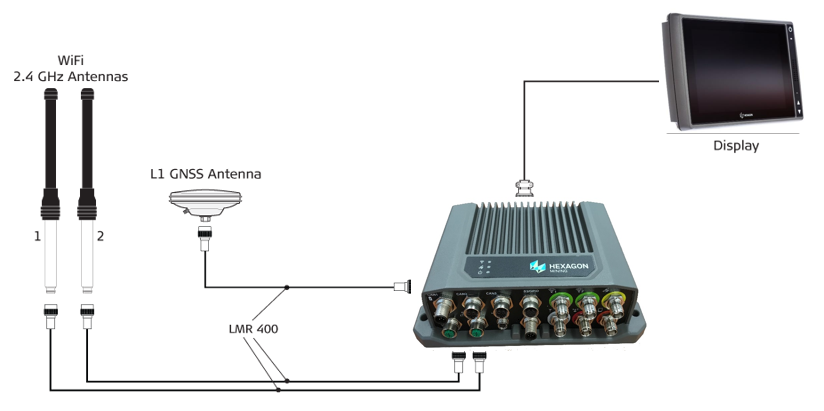 WiFi
2.4 GHz Antennas
L1 GNSS Antenna
1
2
Display
HEXAGON
MINING
LMR 400